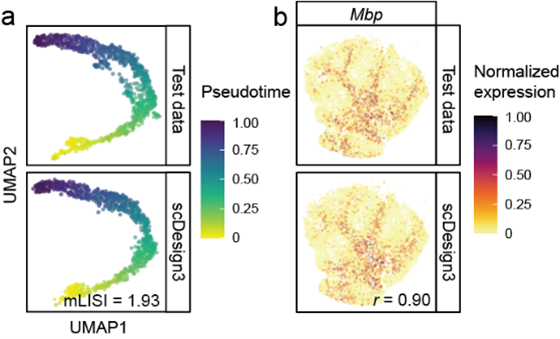 a
b
Mbp
Test data
Test data
Pseudotime
1.00
0.75
0.50
0.25
0
Normalized
expression
1.00
0.75
0.50
0.25
0
UMAP2
scDesign3
scDesign3
mLISI = 1.93
r = 0.90
UMAP1